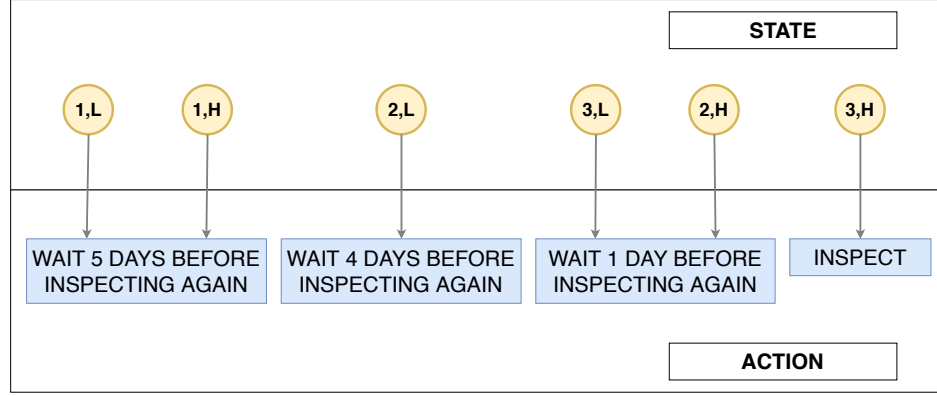 STATE
1,L
1,H
2,L
3,L
2,H
3,H
WAIT 5 DAYS BEFORE
INSPECTING AGAIN
WAIT 4 DAYS BEFORE
INSPECTING AGAIN
WAIT 1 DAY BEFORE
INSPECTING AGAIN
INSPECT
ACTION